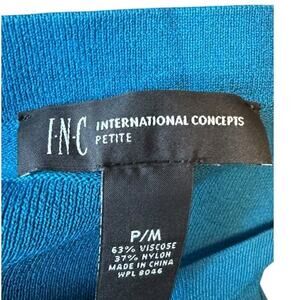 I·N·C INTERNATIONAL CONCEPTS
PETITE
P/M
63% VISCOSE
37% NYLON
MADE IN CHINA
WPL 8046